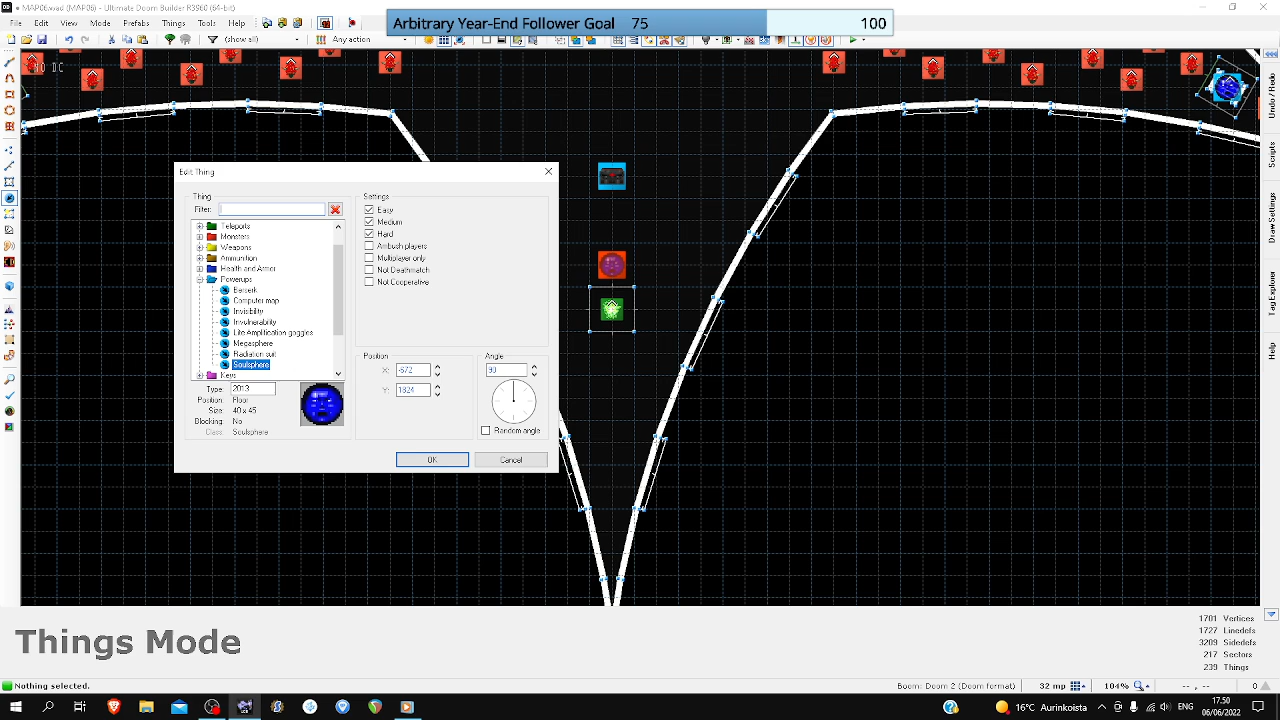 MAP06.wad (MAP06) - Ultimate Doom Builder R3960 (64-bit)
Arbitrary Year-End Follower Goal 75 100
File Edit View Mode Prefabs Things Tools Help
(show all) Any action
Edit Thing
Thing
Filter:
Teleports
Monsters
Weapons
Ammunition
Health and Armor
Powerups
Berserk
Computer map
Invisibility
Invulnerability
Lite amplification goggles
Megasphere
Radiation suit
Soulsphere
Keys
Type: 2013
Position: Floor
Size: 40 x 45
Blocking: No
Class: Soulsphere
Settings
Easy
Medium
Hard
Ambush players
Multiplayer only
Not Deathmatch
Not Cooperative
Position
X: -672
Y: 1824
Angle
90
Random angle
OK Cancel
Undo / Redo
Scripts
Draw Settings
Tag Explorer
Help
Things Mode
1701 Vertices
1727 Linedefs
3209 Sidedefs
217 Sectors
239 Things
Nothing selected.
Boom: Doom 2 (Doom format) 32 mp 104% --, -- 0
16°C Aurinkoista ENG 17.50
06/06/2022